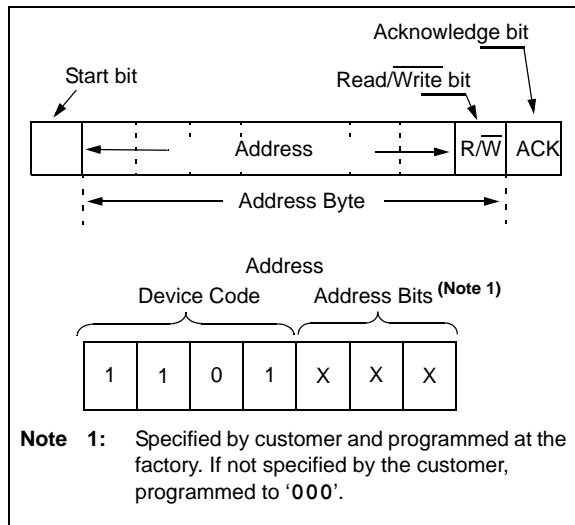 Acknowledge bit
Start bit
Read/Write bit
Address
R/W
ACK
Address Byte
Address
Device Code
Address Bits (Note 1)
1 1 0 1 X X X
Note 1: Specified by customer and programmed at the
factory. If not specified by the customer,
programmed to ‘000’.